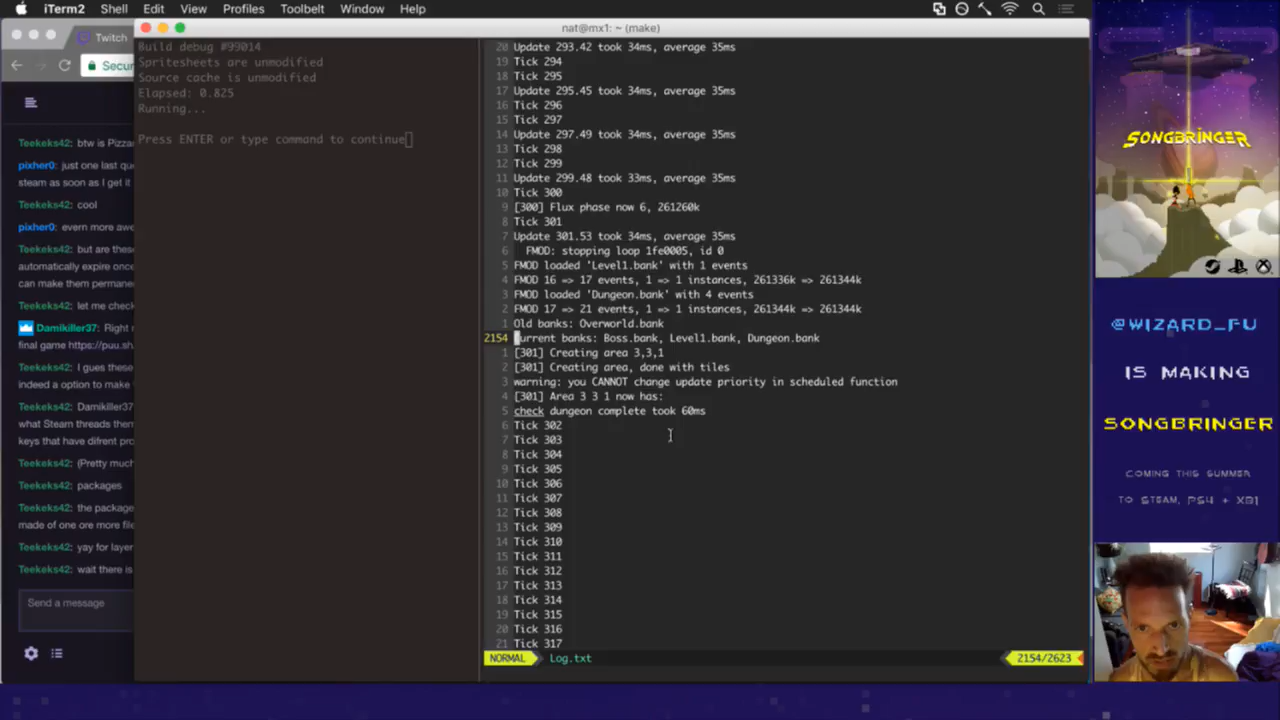 iTerm2 Shell Edit View Profiles Toolbelt Window Help
nat@mx1: ~ (make)
Twitch
Secur
Teekeks42: btw is Pizza
pixher0: just one last qu
steam as soon as I get it
Teekeks42: cool
pixher0: evern more awe
Teekeks42: but are these
automatically expire once
can make them permane
Teekeks42: let me check
Damikiller37: Right
final game https://puu.sh
Teekeks42: I gues these
indeed a option to make
Teekeks42: Damikiller37
what Steam threads them
keys that have difrent pro
Teekeks42: (Pretty much
Teekeks42: packages
Teekeks42: the package
made of one ore more file
Teekeks42: yay for layer
Teekeks42: wait there is
Send a message
Build debug #99014
Spritesheets are unmodified
Source cache is unmodified
Elapsed: 0.825
Running...
Press ENTER or type command to continue
20 Update 293.42 took 34ms, average 35ms
19 Tick 294
18 Tick 295
17 Update 295.45 took 34ms, average 35ms
16 Tick 296
15 Tick 297
14 Update 297.49 took 34ms, average 35ms
13 Tick 298
12 Tick 299
11 Update 299.48 took 33ms, average 35ms
10 Tick 300
9 [300] Flux phase now 6, 261260k
8 Tick 301
7 Update 301.53 took 34ms, average 35ms
6 FMOD: stopping loop 1fe0005, id 0
5 FMOD loaded 'Level1.bank' with 1 events
4 FMOD 16 => 17 events, 1 => 1 instances, 261336k => 261344k
3 FMOD loaded 'Dungeon.bank' with 4 events
2 FMOD 17 => 21 events, 1 => 1 instances, 261344k => 261344k
1 Old banks: Overworld.bank
2154 urrent banks: Boss.bank, Level1.bank, Dungeon.bank
1 [301] Creating area 3,3,1
2 [301] Creating area, done with tiles
3 warning: you CANNOT change update priority in scheduled function
4 [301] Area 3 3 1 now has:
5 check dungeon complete took 60ms
6 Tick 302
7 Tick 303
8 Tick 304
9 Tick 305
10 Tick 306
11 Tick 307
12 Tick 308
13 Tick 309
14 Tick 310
15 Tick 311
16 Tick 312
17 Tick 313
18 Tick 314
19 Tick 315
20 Tick 316
21 Tick 317
NORMAL Log.txt 2154/2623
SONGBRINGER
@WIZARD_FU
IS MAKING
SONGBRINGER
COMING THIS SUMMER
TO STEAM, PS4 + XB1